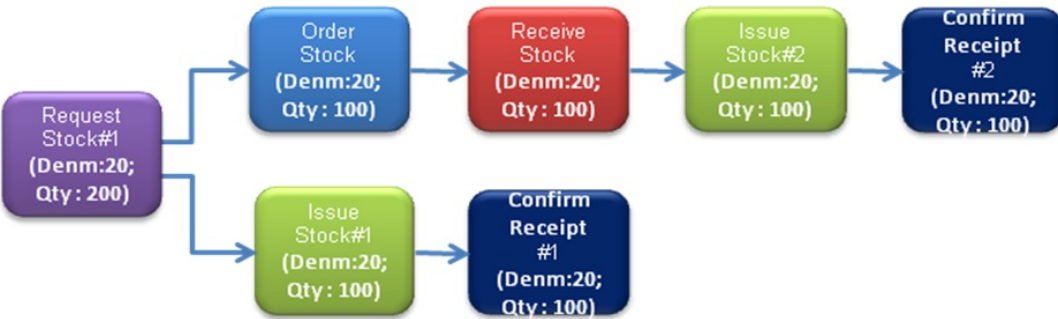 Request
Stock#1
(Denm:20;
Qty : 200)
Order
Stock
(Denm:20;
Qty : 100)
Receive
Stock
(Denm:20;
Qty : 100)
Issue
Stock#2
(Denm:20;
Qty : 100)
Confirm
Receipt
#2
(Denm:20;
Qty : 100)
Issue
Stock#1
(Denm:20;
Qty : 100)
Confirm
Receipt
#1
(Denm:20;
Qty : 100)